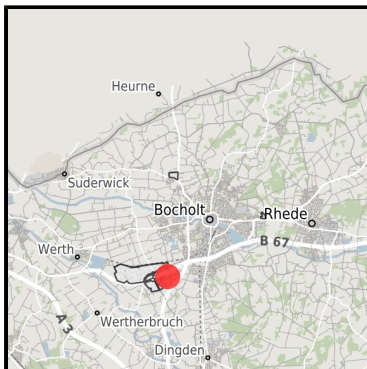 Heurne
Suderwick
Bocholt
Rhede
B 67
Werth
A 3
Wertherbruch
Dingden